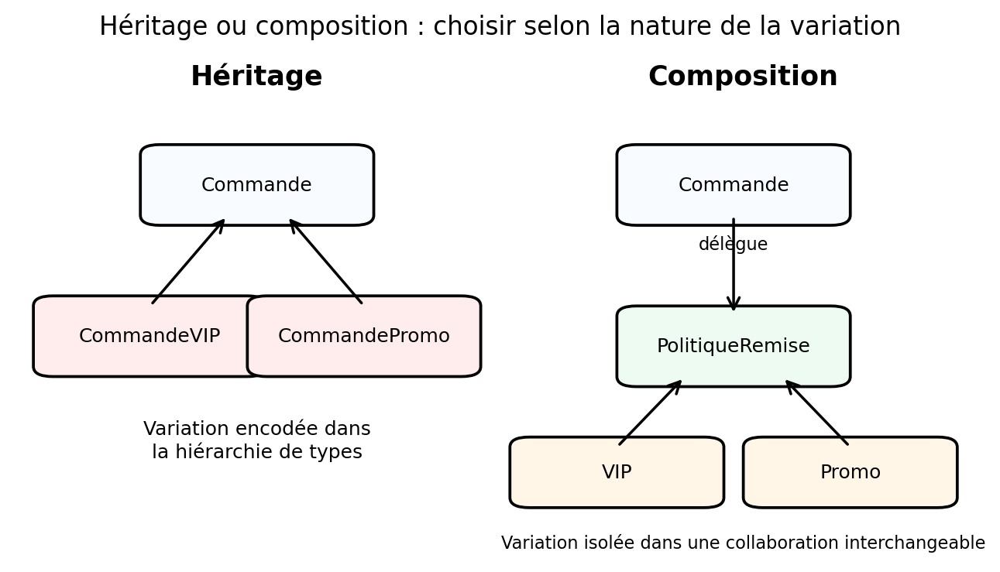 Héritage ou composition : choisir selon la nature de la variation
Héritage
Commande
CommandeVIP
CommandePromo
Variation encodée dans
la hiérarchie de types
Composition
Commande
délègue
PolitiqueRemise
VIP
Promo
Variation isolée dans une collaboration interchangeable